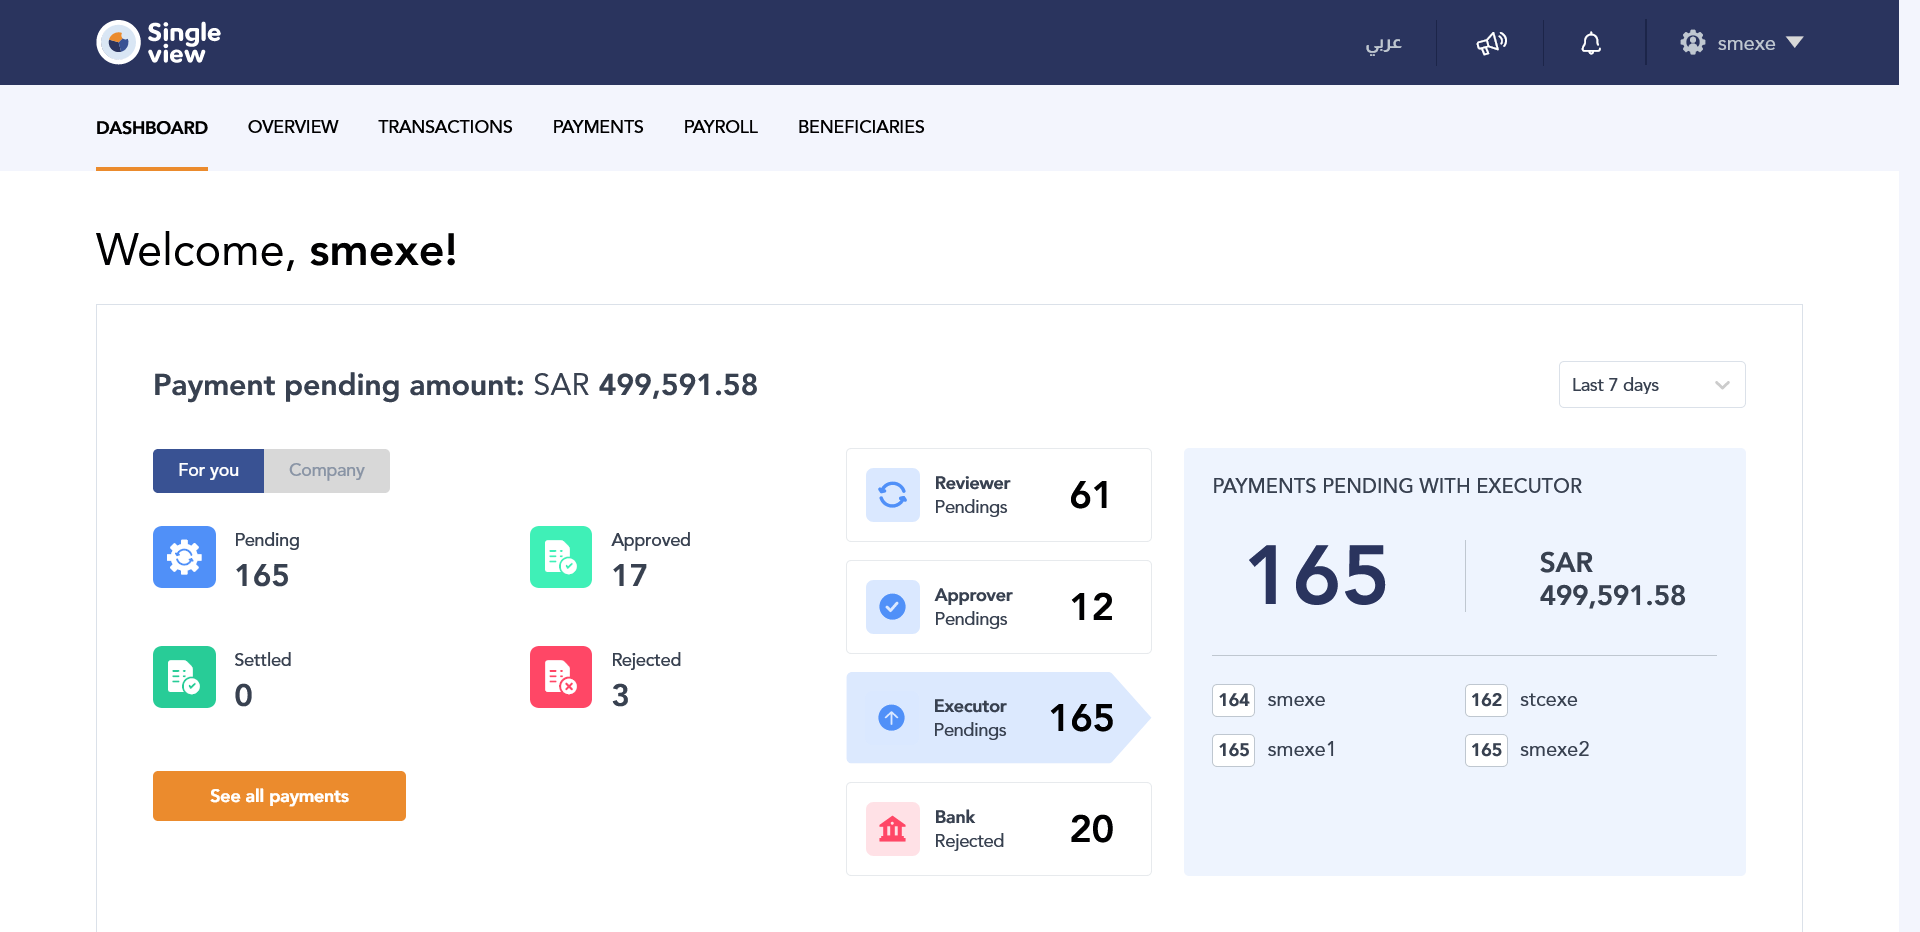 Single
view
عربي
smexe
DASHBOARD
OVERVIEW
TRANSACTIONS
PAYMENTS
PAYROLL
BENEFICIARIES
Welcome, smexe!
Payment pending amount: SAR 499,591.58
Last 7 days
For you
Company
Pending
165
Approved
17
Settled
0
Rejected
3
See all payments
Reviewer
Pendings
61
Approver
Pendings
12
Executor
Pendings
165
Bank
Rejected
20
PAYMENTS PENDING WITH EXECUTOR
165
SAR
499,591.58
164 smexe
162 stcexe
165 smexe1
165 smexe2